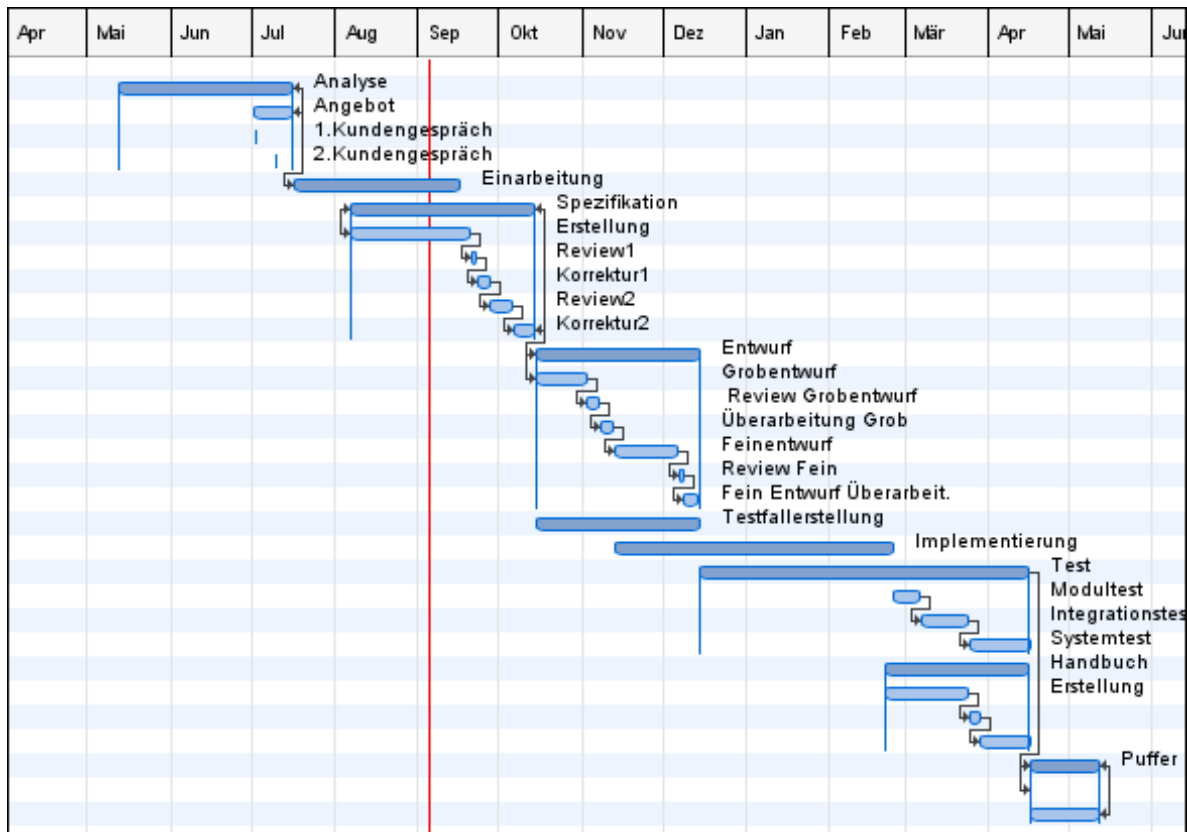 Apr Mai Jun Jul Aug Sep Okt Nov Dez Jan Feb Mär Apr Mai Ju
Analyse
Angebot
1.Kundengespräch
2.Kundengespräch
Einarbeitung
Spezifikation
Erstellung
Review1
Korrektur1
Review2
Korrektur2
Entwurf
Grobentwurf
Review Grobentwurf
Überarbeitung Grob
Feinentwurf
Review Fein
Fein Entwurf Überarbeit.
Testfallerstellung
Implementierung
Test
Modultest
Integrationstes
Systemtest
Handbuch
Erstellung
Puffer